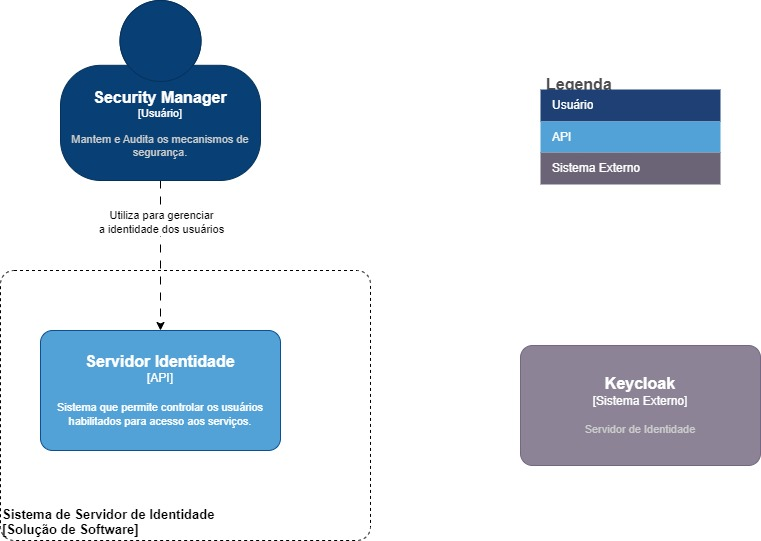 Security Manager
[Usuário]
Mantem e Audita os mecanismos de
segurança.
Legenda
Usuário
API
Sistema Externo
Utiliza para gerenciar
a identidade dos usuários
Servidor Identidade
[API]
Sistema que permite controlar os usuários
habilitados para acesso aos serviços.
Keycloak
[Sistema Externo]
Servidor de Identidade
Sistema de Servidor de Identidade
[Solução de Software]